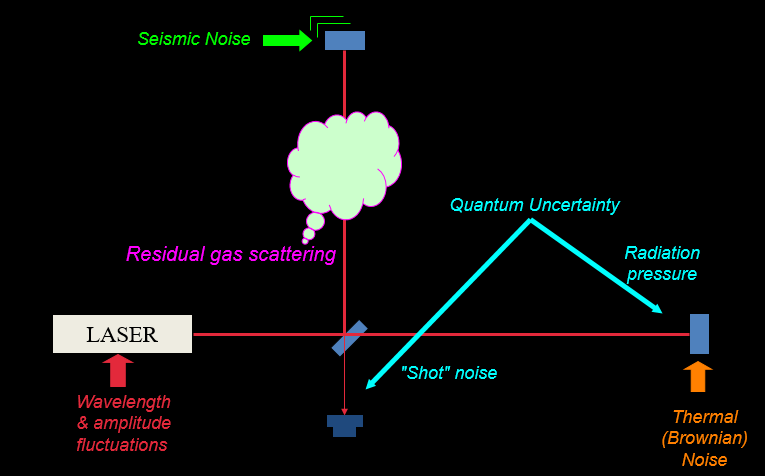 Seismic Noise
Quantum Uncertainty
Residual gas scattering
Radiation
pressure
LASER
"Shot" noise
Wavelength
& amplitude
fluctuations
Thermal
(Brownian)
Noise